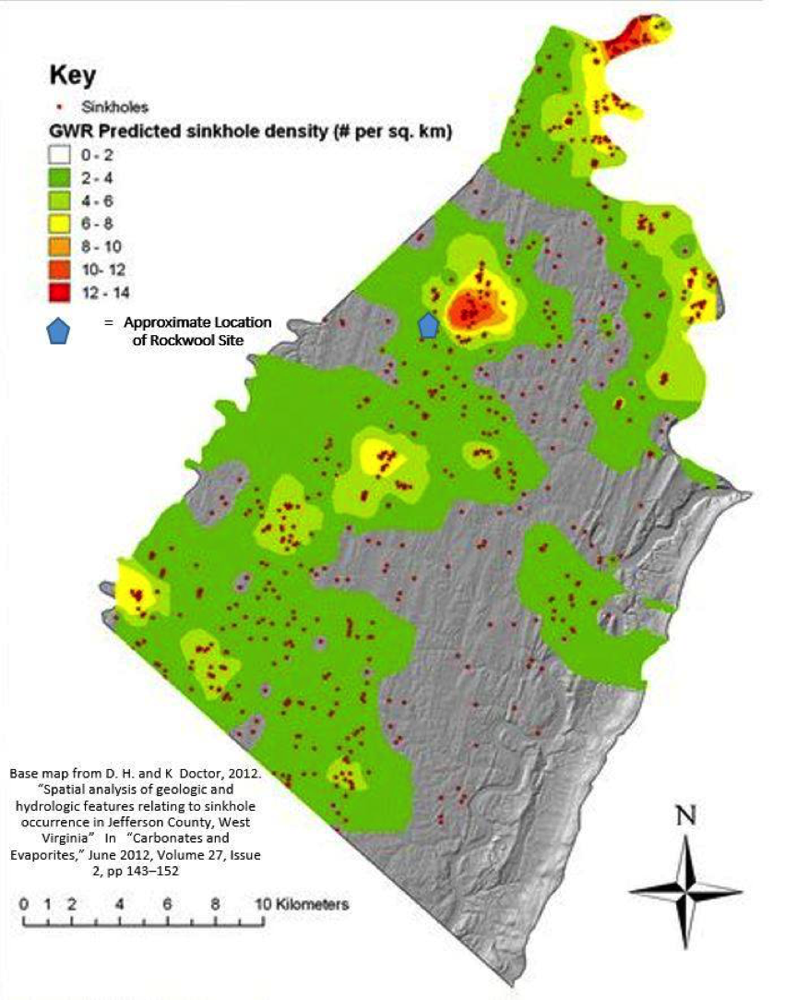 Key
Sinkholes
GWR Predicted sinkhole density (# per sq. km)
0 - 2
2 - 4
4 - 6
6 - 8
8 - 10
10- 12
12 - 14
= Approximate Location
of Rockwool Site
Base map from D. H. and K Doctor, 2012.
“Spatial analysis of geologic and
hydrologic features relating to sinkhole
occurrence in Jefferson County, West
Virginia” In “Carbonates and
Evaporites,” June 2012, Volume 27, Issue
2, pp 143–152
N
0 1 2 4 6 8 10 Kilometers